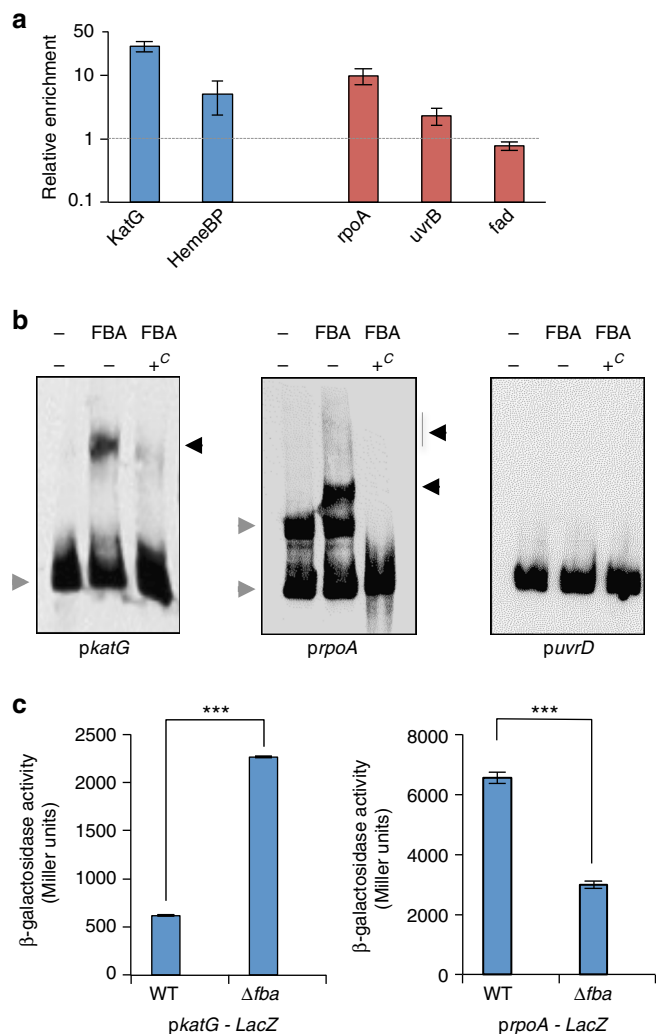 a
Relative enrichment
50
10
1
0.1
KatG
HemeBP
rpoA
uvrB
fad
b
– FBA FBA
– – +c
– FBA FBA
– – +c
– FBA FBA
– – +c
pkatG
prpoA
puvrD
c
β-galactosidase activity
(Miller units)
2500
2000
1500
1000
500
0
***
WT Δfba
pkatG - LacZ
β-galactosidase activity
(Miller units)
8000
6000
4000
2000
0
***
WT Δfba
prpoA - LacZ